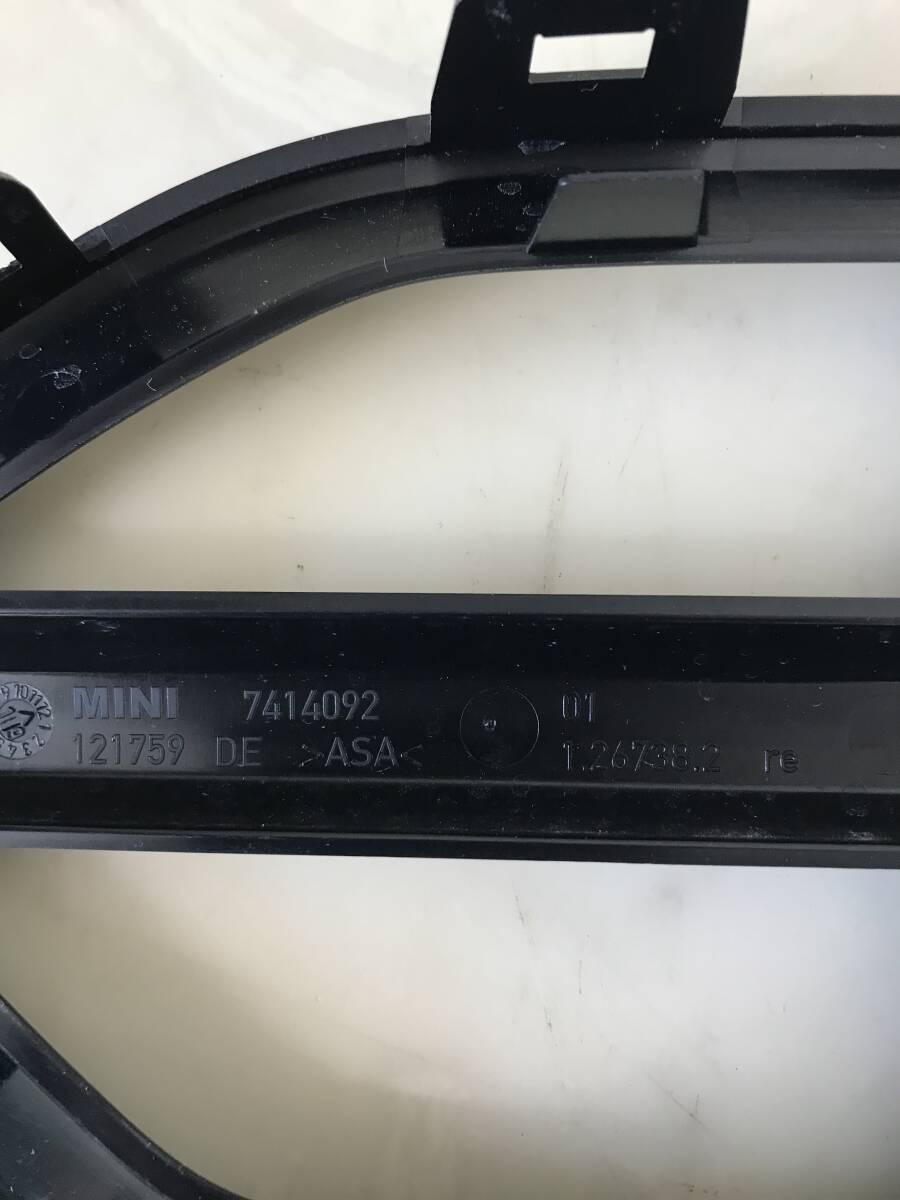 MINI 7414092 01
121759 DE >ASA< 1.26738.2 re